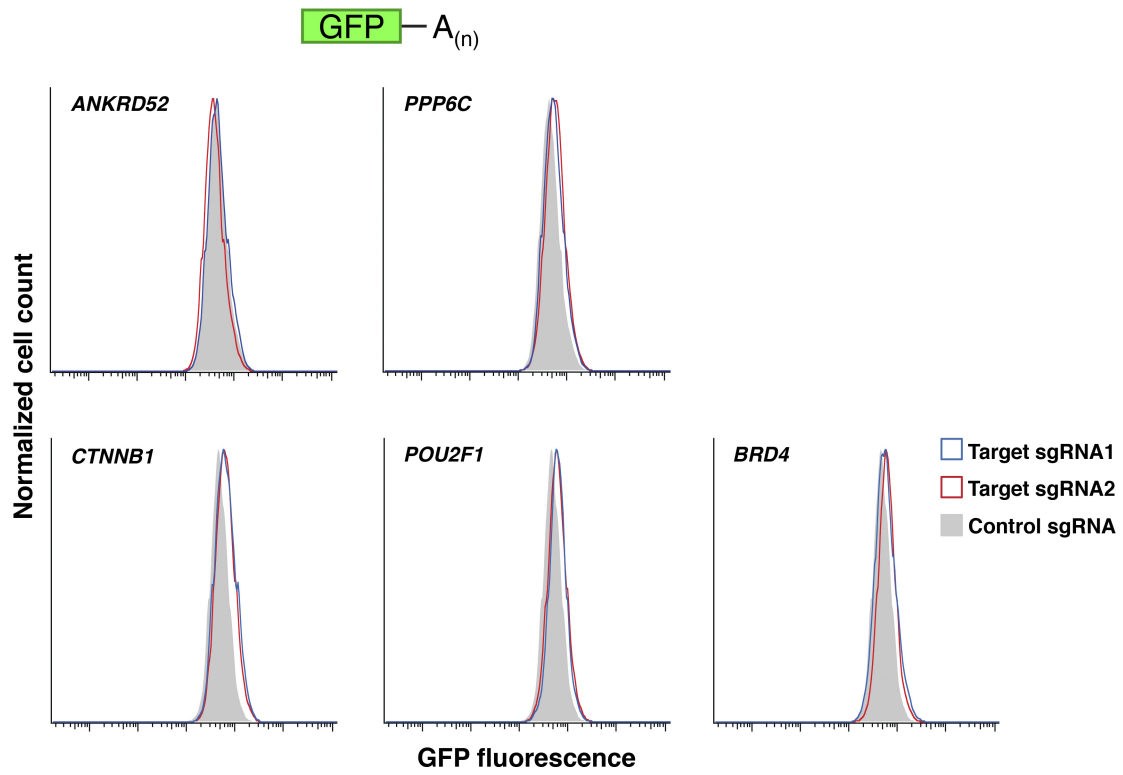 GFP A(n)
ANKRD52
PPP6C
CTNNB1
POU2F1
BRD4
Target sgRNA1
Target sgRNA2
Control sgRNA
Normalized cell count
GFP fluorescence